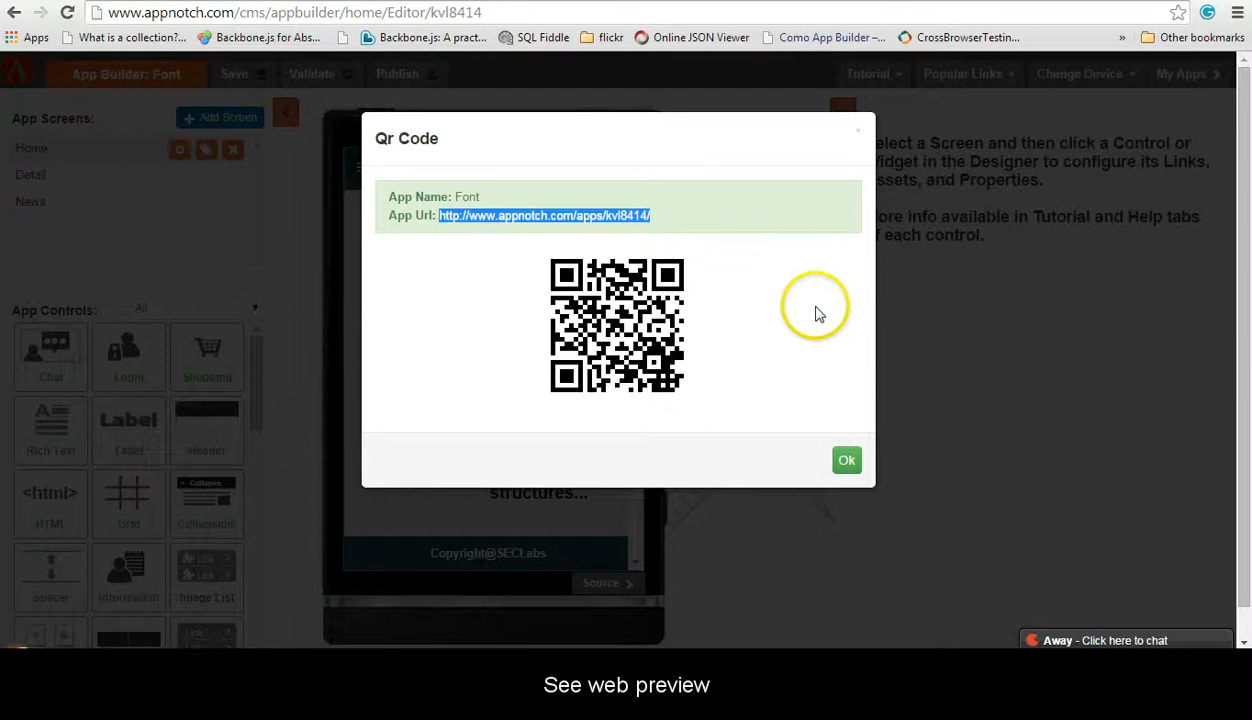 www.appnotch.com/cms/appbuilder/home/Editor/kvl8414
Apps What is a collection?... Backbone.js for Abs... Backbone.js: A pract... SQL Fiddle flickr Online JSON Viewer Como App Builder –... CrossBrowserTestin... » Other bookmarks
App Builder: Font Save Validate Publish Tutorial Popular Links Change Device My Apps
App Screens: Add Screen
Home
Detail
News
Qr Code
App Name: Font
App Url: http://www.appnotch.com/apps/kvl8414/
elect a Screen and then click a Control or
idget in the Designer to configure its Links,
ssets, and Properties.
ore info available in Tutorial and Help tabs
f each control.
App Controls: All
Chat Login Shopping
Label
Rich Text Label Header
<html> Collapse
HTML Grid Collapsible
Spacer Information Image List
Ok
structures...
Copyright@SECLabs
Source
Away - Click here to chat
See web preview